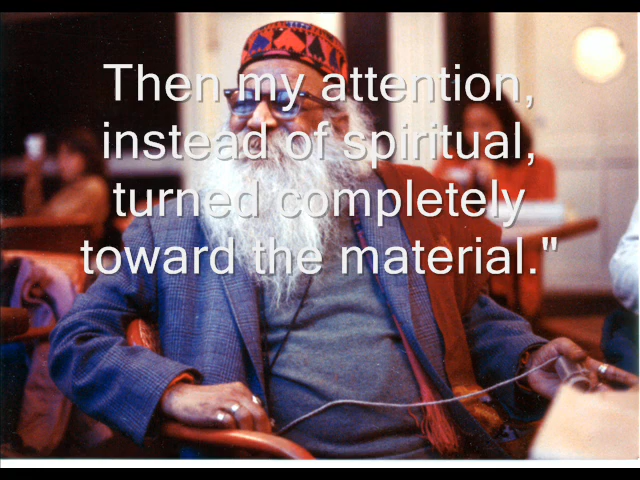 Then my attention,
instead of spiritual,
turned completely
toward the material."